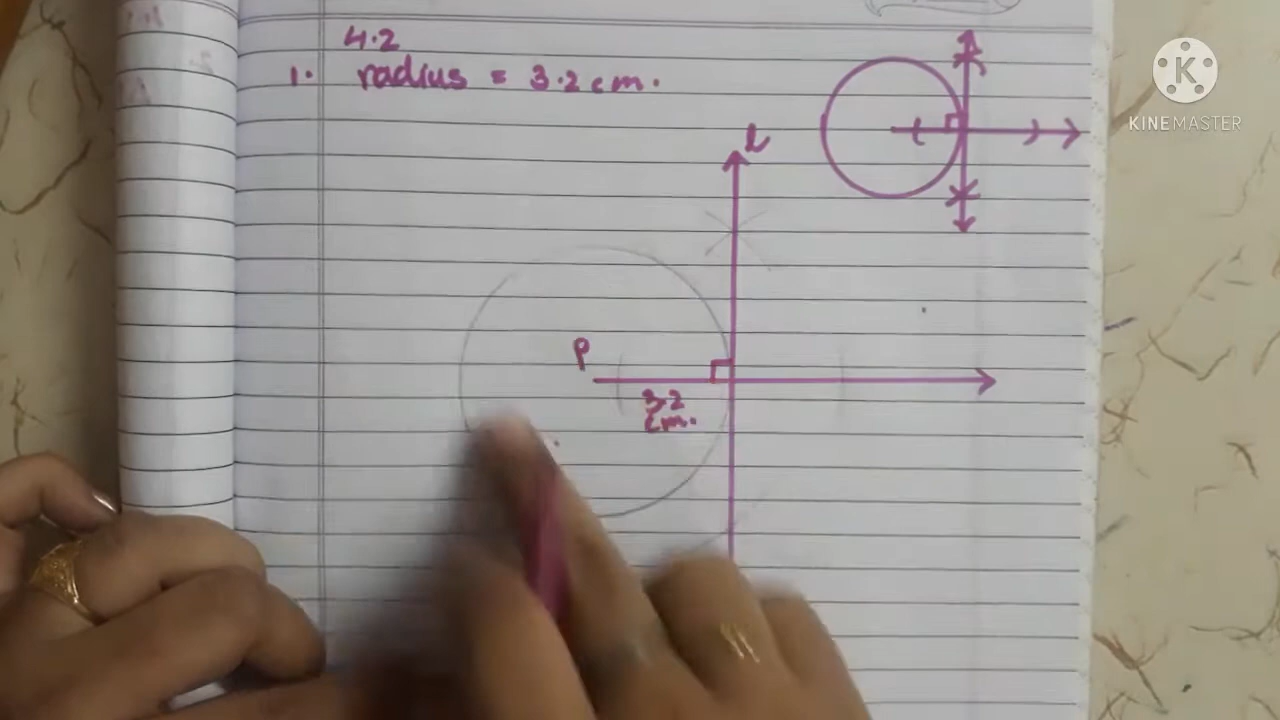 4.2
1. radius = 3.2 cm.
K
KINEMASTER
l
P
3.2
cm.